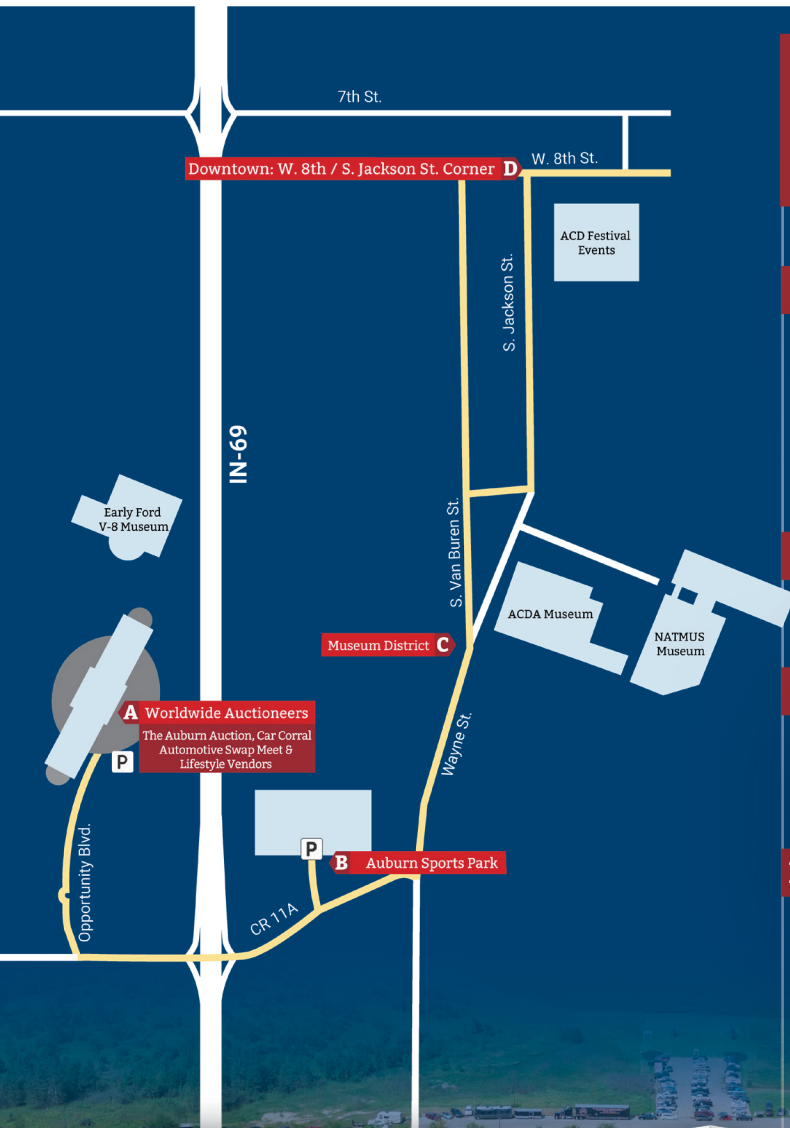 7th St.
Downtown: W. 8th / S. Jackson St. Corner D
W. 8th St.
ACD Festival
Events
S. Jackson St.
IN-69
Early Ford
V-8 Museum
S. Van Buren St.
ACDA Museum
NATMUS
Museum
Museum District C
A Worldwide Auctioneers
The Auburn Auction, Car Corral
Automotive Swap Meet &
Lifestyle Vendors
P
Wayne St.
Opportunity Blvd.
P
B Auburn Sports Park
CR 11A